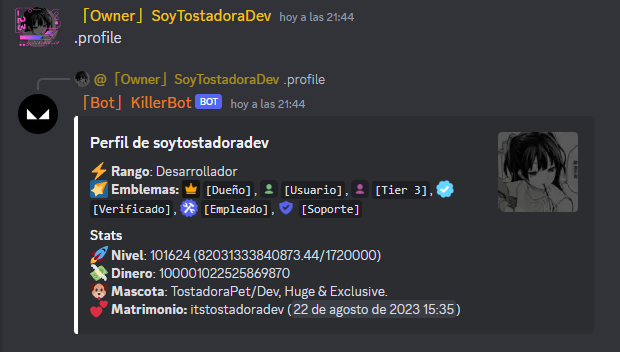 「Owner」 SoyTostadoraDev hoy a las 21:44
.profile
@「Owner」 SoyTostadoraDev .profile
「Bot」 KillerBot BOT hoy a las 21:44
Perfil de soytostadoradev
Rango: Desarrollador
Emblemas: [Dueño], [Usuario], [Tier 3],
[Verificado], [Empleado], [Soporte]
Stats
Nivel: 101624 (82031333840873.44/1720000)
Dinero: 100001022525869870
Mascota: TostadoraPet/Dev, Huge & Exclusive.
Matrimonio: itstostadoradev (22 de agosto de 2023 15:35)